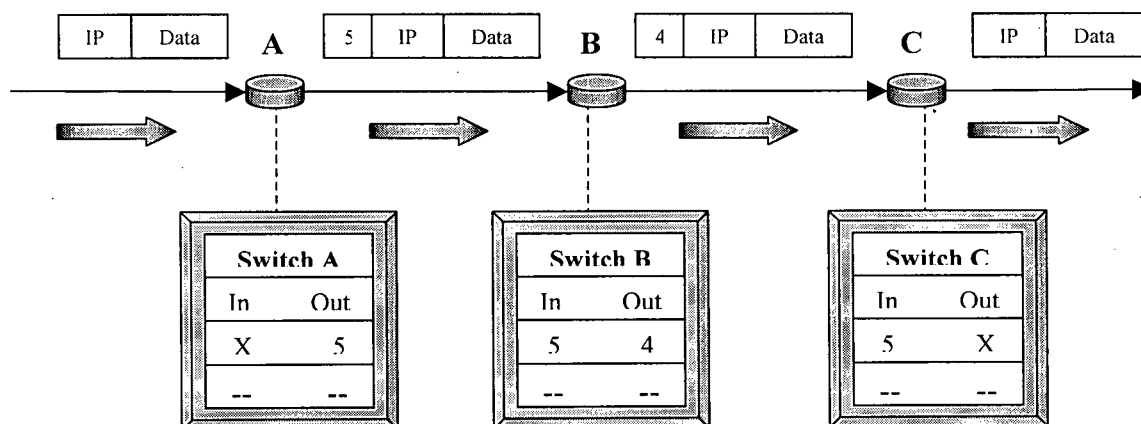 IP Data A 5 IP Data B 4 IP Data C IP Data
Switch A
In Out
X 5
-- --
Switch B
In Out
5 4
-- --
Switch C
In Out
5 X
-- --